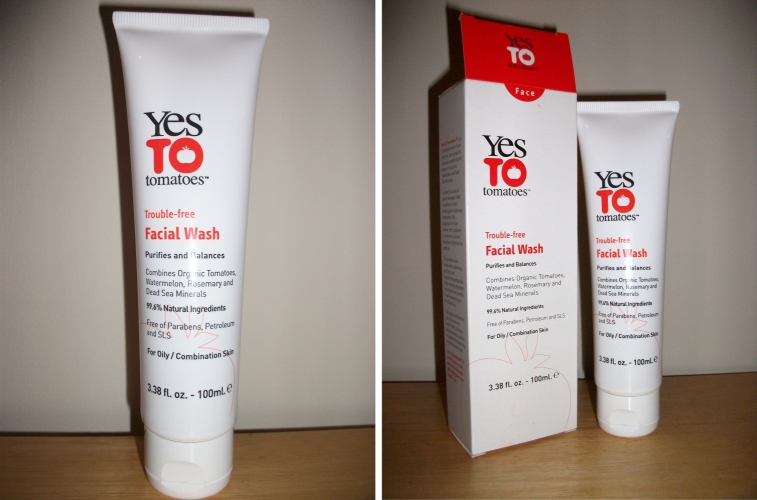 Yes
TO
tomatoes™
Trouble-free
Facial Wash
Purifies and Balances
Combines Organic Tomatoes,
Watermelon, Rosemary and
Dead Sea Minerals
99.6% Natural Ingredients
Free of Parabens, Petroleum
and SLS
For Oily / Combination Skin
3.38 fl. oz. - 100ml. ℮
Yes
TO
Face
Yes
TO
tomatoes™
Trouble-free
Facial Wash
Purifies and Balances
Combines Organic Tomatoes,
Watermelon, Rosemary and
Dead Sea Minerals
99.6% Natural Ingredients
Free of Parabens, Petroleum and SLS
For Oily / Combination Skin
3.38 fl. oz. - 100ml. ℮
Yes
TO
tomatoes™
Trouble-free
Facial Wash
Purifies and Balances
Combines Organic Tomatoes,
Watermelon, Rosemary and
Dead Sea Minerals
99.6% Natural Ingredients
Free of Parabens, Petroleum
and SLS
For Oily / Combination Skin
3.38 fl. oz. - 100ml. ℮